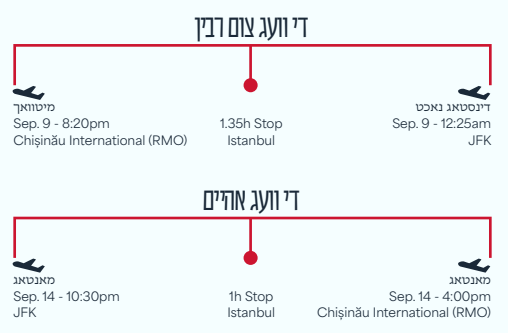 די וועג צום רבין
דינסטאג נאכט
Sep. 9 - 12:25am
JFK
1.35h Stop
Istanbul
מיטוואך
Sep. 9 - 8:20pm
Chișinău International (RMO)
די וועג אהיים
מאנטאג
Sep. 14 - 4:00pm
Chișinău International (RMO)
1h Stop
Istanbul
מאנטאג
Sep. 14 - 10:30pm
JFK